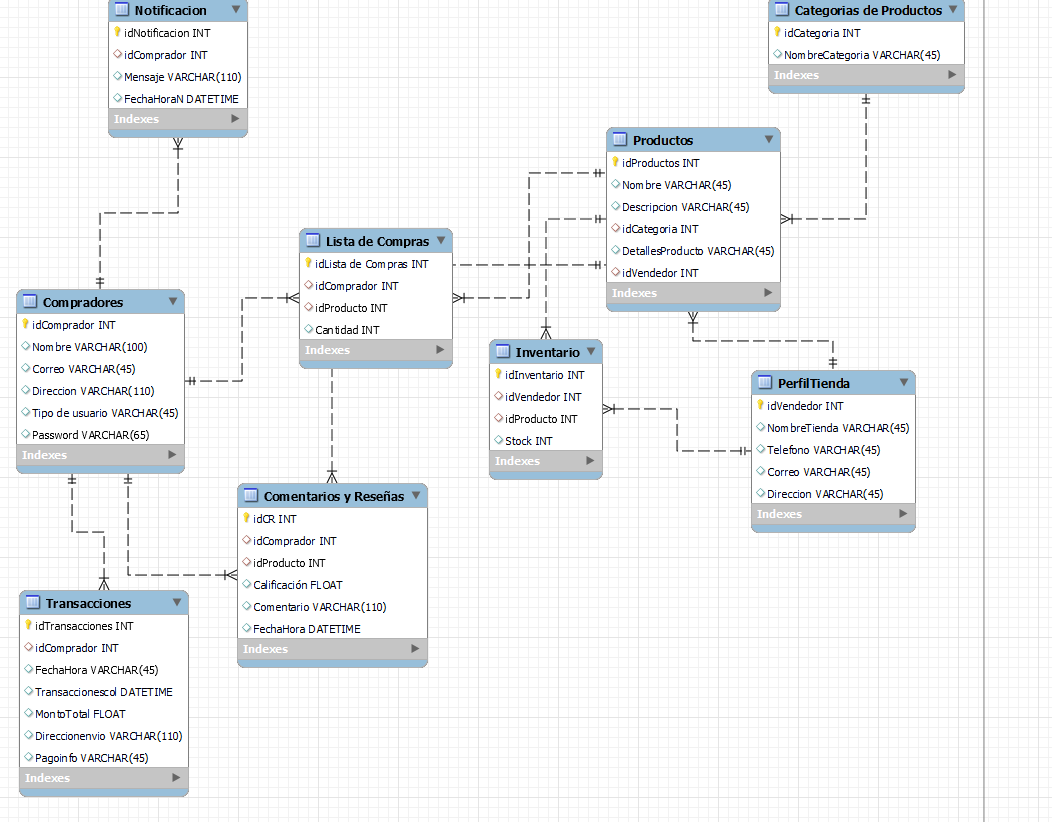 Notificacion
idNotificacion INT
idComprador INT
Mensaje VARCHAR(110)
FechaHoraN DATETIME
Indexes
Categorias de Productos
idCategoria INT
NombreCategoria VARCHAR(45)
Indexes
Productos
idProductos INT
Nombre VARCHAR(45)
Descripcion VARCHAR(45)
idCategoria INT
DetallesProducto VARCHAR(45)
idVendedor INT
Indexes
Lista de Compras
idLista de Compras INT
idComprador INT
idProducto INT
Cantidad INT
Indexes
Compradores
idComprador INT
Nombre VARCHAR(100)
Correo VARCHAR(45)
Direccion VARCHAR(110)
Tipo de usuario VARCHAR(45)
Password VARCHAR(65)
Indexes
Inventario
idInventario INT
idVendedor INT
idProducto INT
Stock INT
Indexes
PerfilTienda
idVendedor INT
NombreTienda VARCHAR(45)
Telefono VARCHAR(45)
Correo VARCHAR(45)
Direccion VARCHAR(45)
Indexes
Comentarios y Reseñas
idCR INT
idComprador INT
idProducto INT
Calificación FLOAT
Comentario VARCHAR(110)
FechaHora DATETIME
Indexes
Transacciones
idTransacciones INT
idComprador INT
FechaHora VARCHAR(45)
Transaccionescol DATETIME
MontoTotal FLOAT
Direccionenvio VARCHAR(110)
Pagoinfo VARCHAR(45)
Indexes